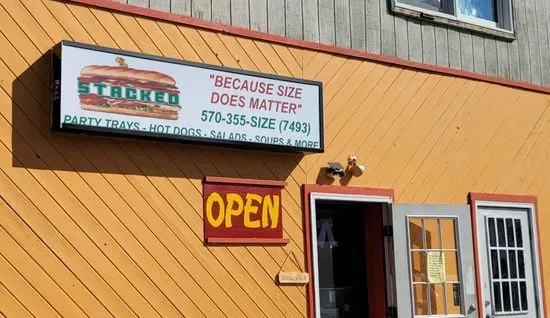 STACKED
"BECAUSE SIZE
DOES MATTER"
570-355-SIZE (7493)
PARTY TRAYS - HOT DOGS - SALADS - SOUPS & MORE
OPEN